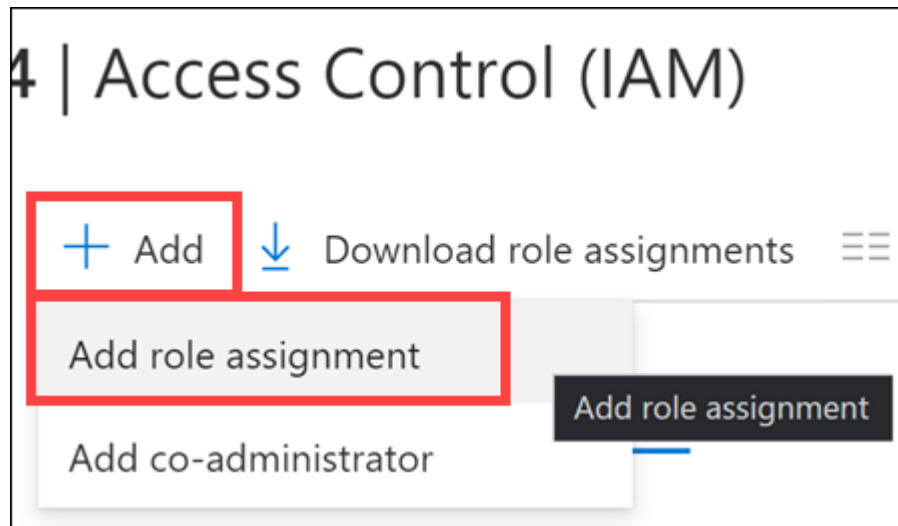 4 | Access Control (IAM)
Add
Download role assignments
Add role assignment
Add role assignment
Add co-administrator